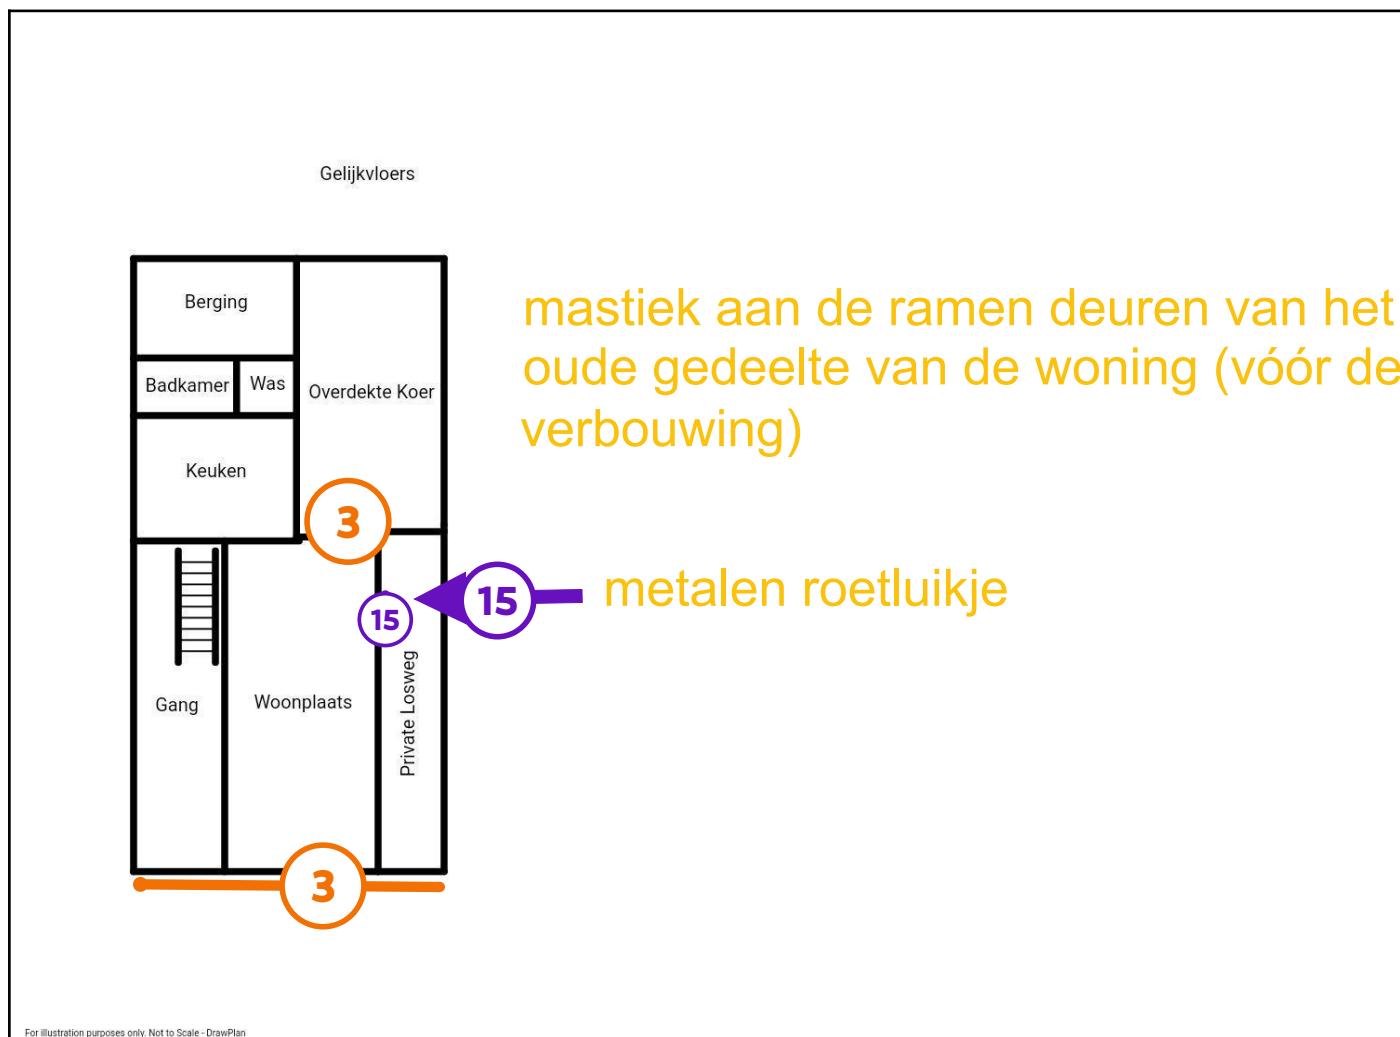 Gelijkvloers
Berging
Badkamer
Was
Overdekte Koer
Keuken
mastiek aan de ramen deuren van het
oude gedeelte van de woning (vóór de
verbouwing)
3
15
15
metalen roetluikje
Gang
Woonplaats
Private Losweg
3
For illustration purposes only. Not to Scale - DrawPlan